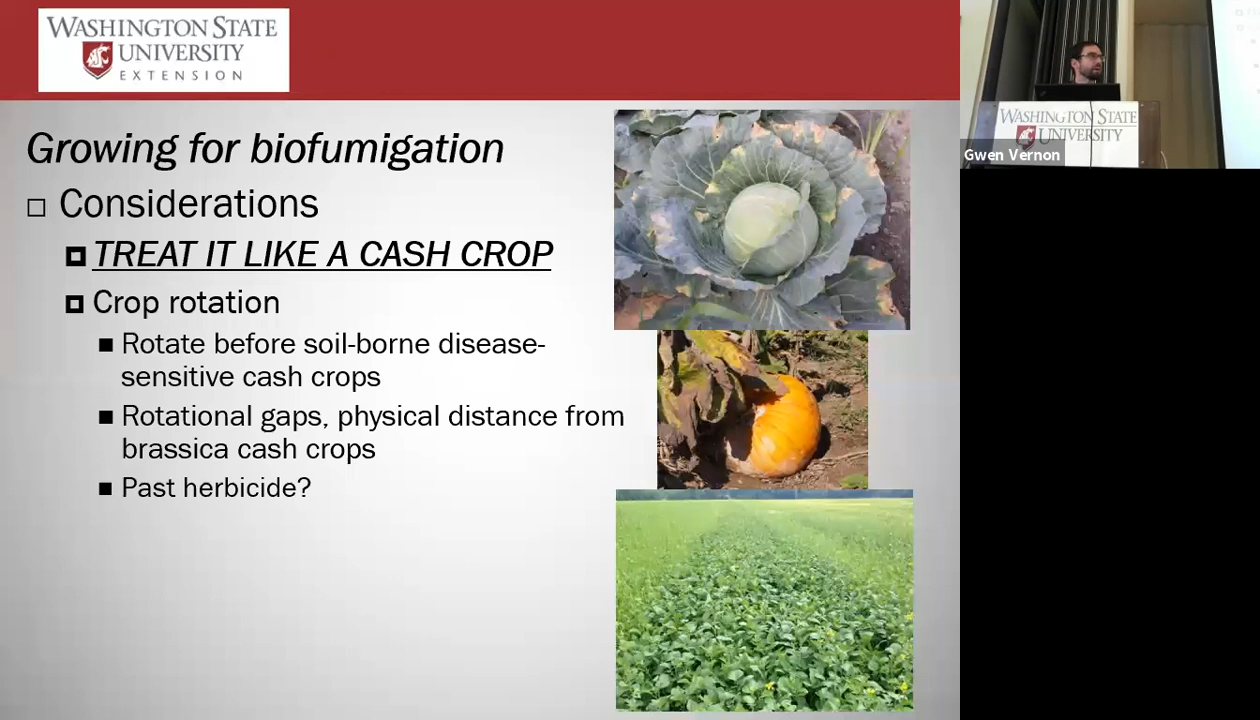 WASHINGTON STATE
UNIVERSITY
EXTENSION
Growing for biofumigation
Considerations
TREAT IT LIKE A CASH CROP
Crop rotation
Rotate before soil-borne disease-
sensitive cash crops
Rotational gaps, physical distance from
brassica cash crops
Past herbicide?
WASHINGTON STATE
UNIVERSITY
Gwen Vernon